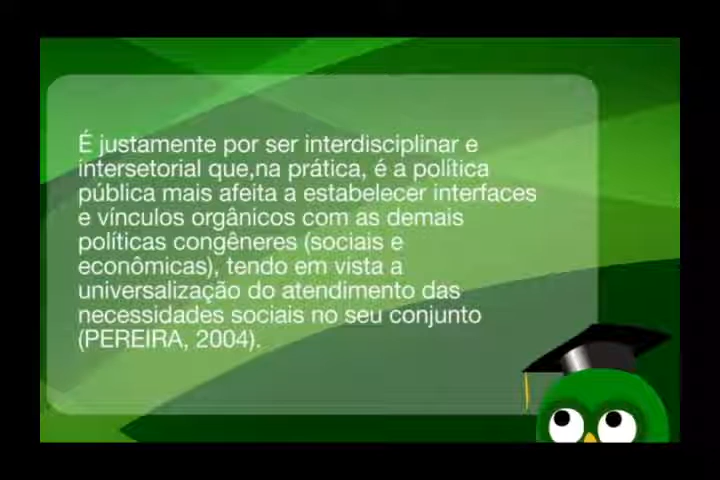 É justamente por ser interdisciplinar e
intersetorial que,na prática, é a política
pública mais afeita a estabelecer interfaces
e vínculos orgânicos com as demais
políticas congêneres (sociais e
econômicas), tendo em vista a
universalização do atendimento das
necessidades sociais no seu conjunto
(PEREIRA, 2004).